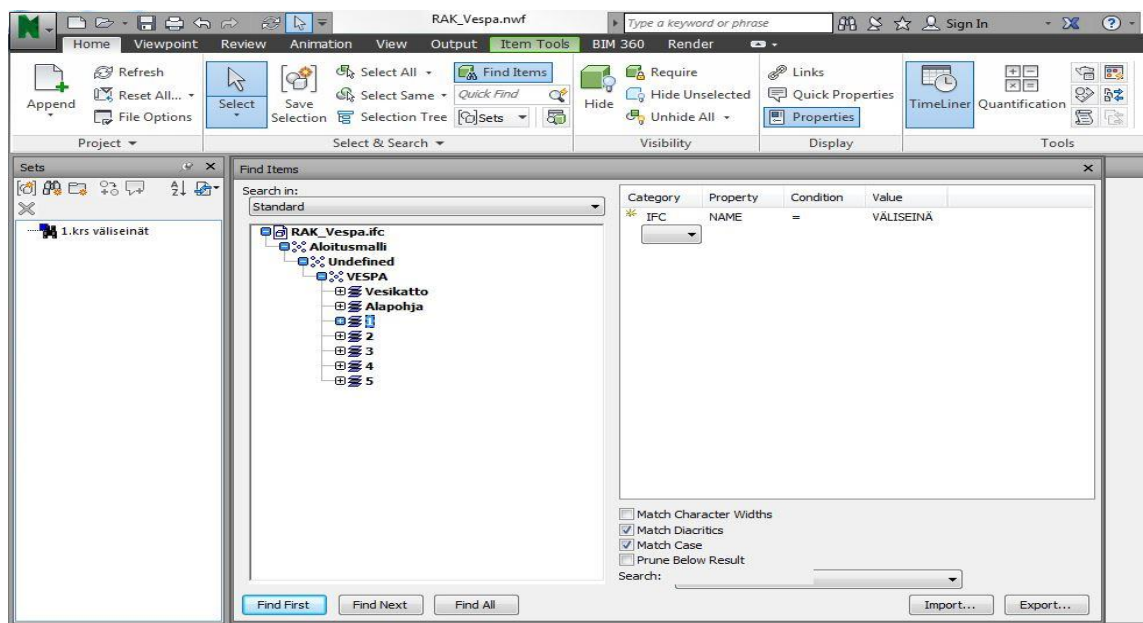 RAK_Vespa.nwf
Type a keyword or phrase
Sign In
Home Viewpoint Review Animation View Output Item Tools BIM 360 Render
Append
Refresh
Reset All...
File Options
Project
Select
Save Selection
Select All
Select Same
Selection Tree
Find Items
Quick Find
Sets
Select & Search
Hide
Require
Hide Unselected
Unhide All
Visibility
Links
Quick Properties
Properties
Display
TimeLiner
Quantification
Tools
Sets
1.krs väliseinät
Find Items
Search in:
Standard
RAK_Vespa.ifc
Aloitusmalli
Undefined
VESPA
Vesikatto
Alapohja
1
2
3
4
5
Category Property Condition Value
IFC NAME = VÄLISEINÄ
Match Character Widths
Match Diacritics
Match Case
Prune Below Result
Search:
Find First Find Next Find All Import... Export...